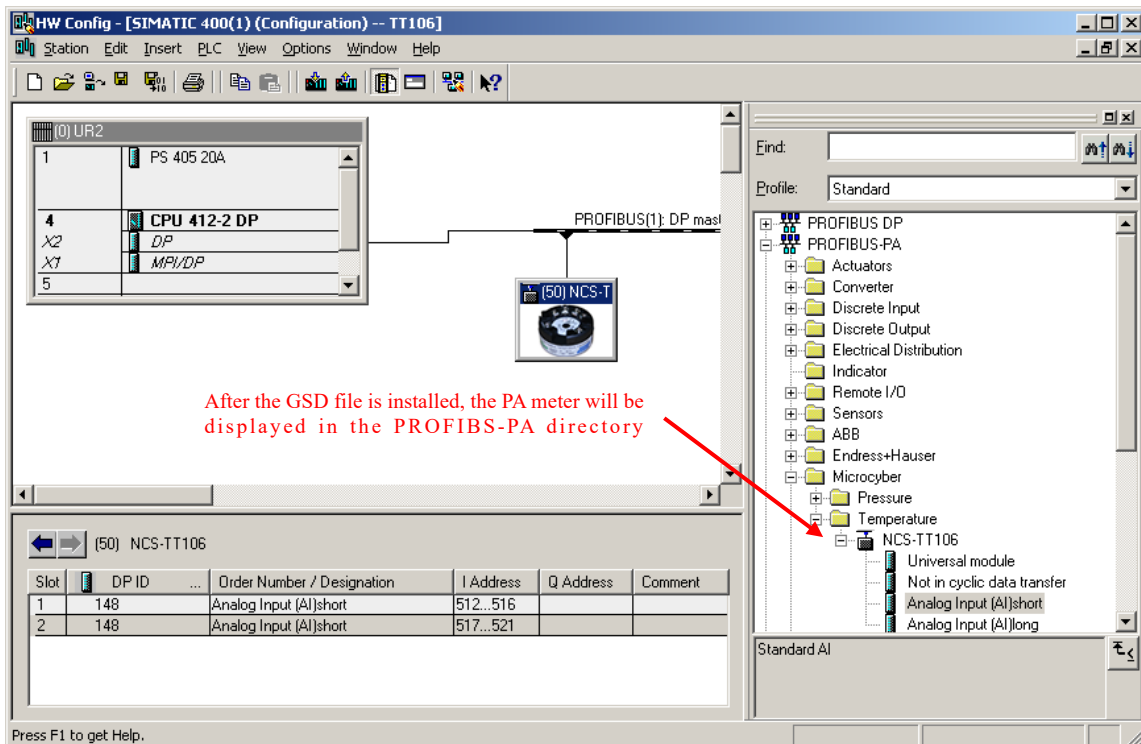 HW Config - [SIMATIC 400(1) (Configuration) -- TT106]
Station Edit Insert PLC View Options Window Help
(0) UR2
1 PS 405 20A
4 CPU 412-2 DP
X2 DP
X1 MPI/DP
5
PROFIBUS(1): DP mast
(50) NCS-T
After the GSD file is installed, the PA meter will be
displayed in the PROFIBS-PA directory
Find:
Profile: Standard
PROFIBUS DP
PROFIBUS-PA
Actuators
Converter
Discrete Input
Discrete Output
Electrical Distribution
Indicator
Remote I/O
Sensors
ABB
Endress+Hauser
Microcyber
Pressure
Temperature
NCS-TT106
Universal module
Not in cyclic data transfer
Analog Input (AI)short
Analog Input (AI)long
Standard AI
(50) NCS-TT106
Slot DP ID ... Order Number / Designation I Address Q Address Comment
1 148 Analog Input (AI)short 512...516
2 148 Analog Input (AI)short 517...521
Press F1 to get Help.